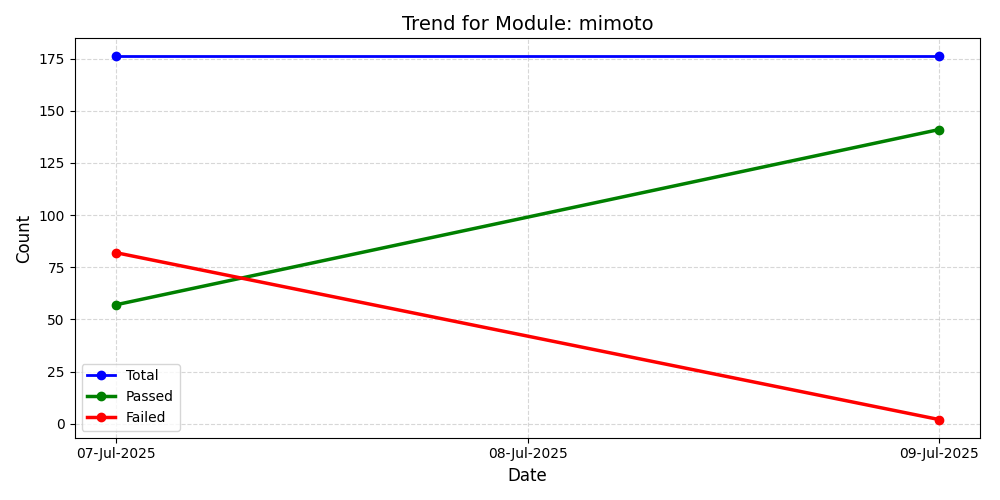 Trend for Module: mimoto
175
150
125
100
75
50
25
0
Count
Total
Passed
Failed
07-Jul-2025
08-Jul-2025
09-Jul-2025
Date